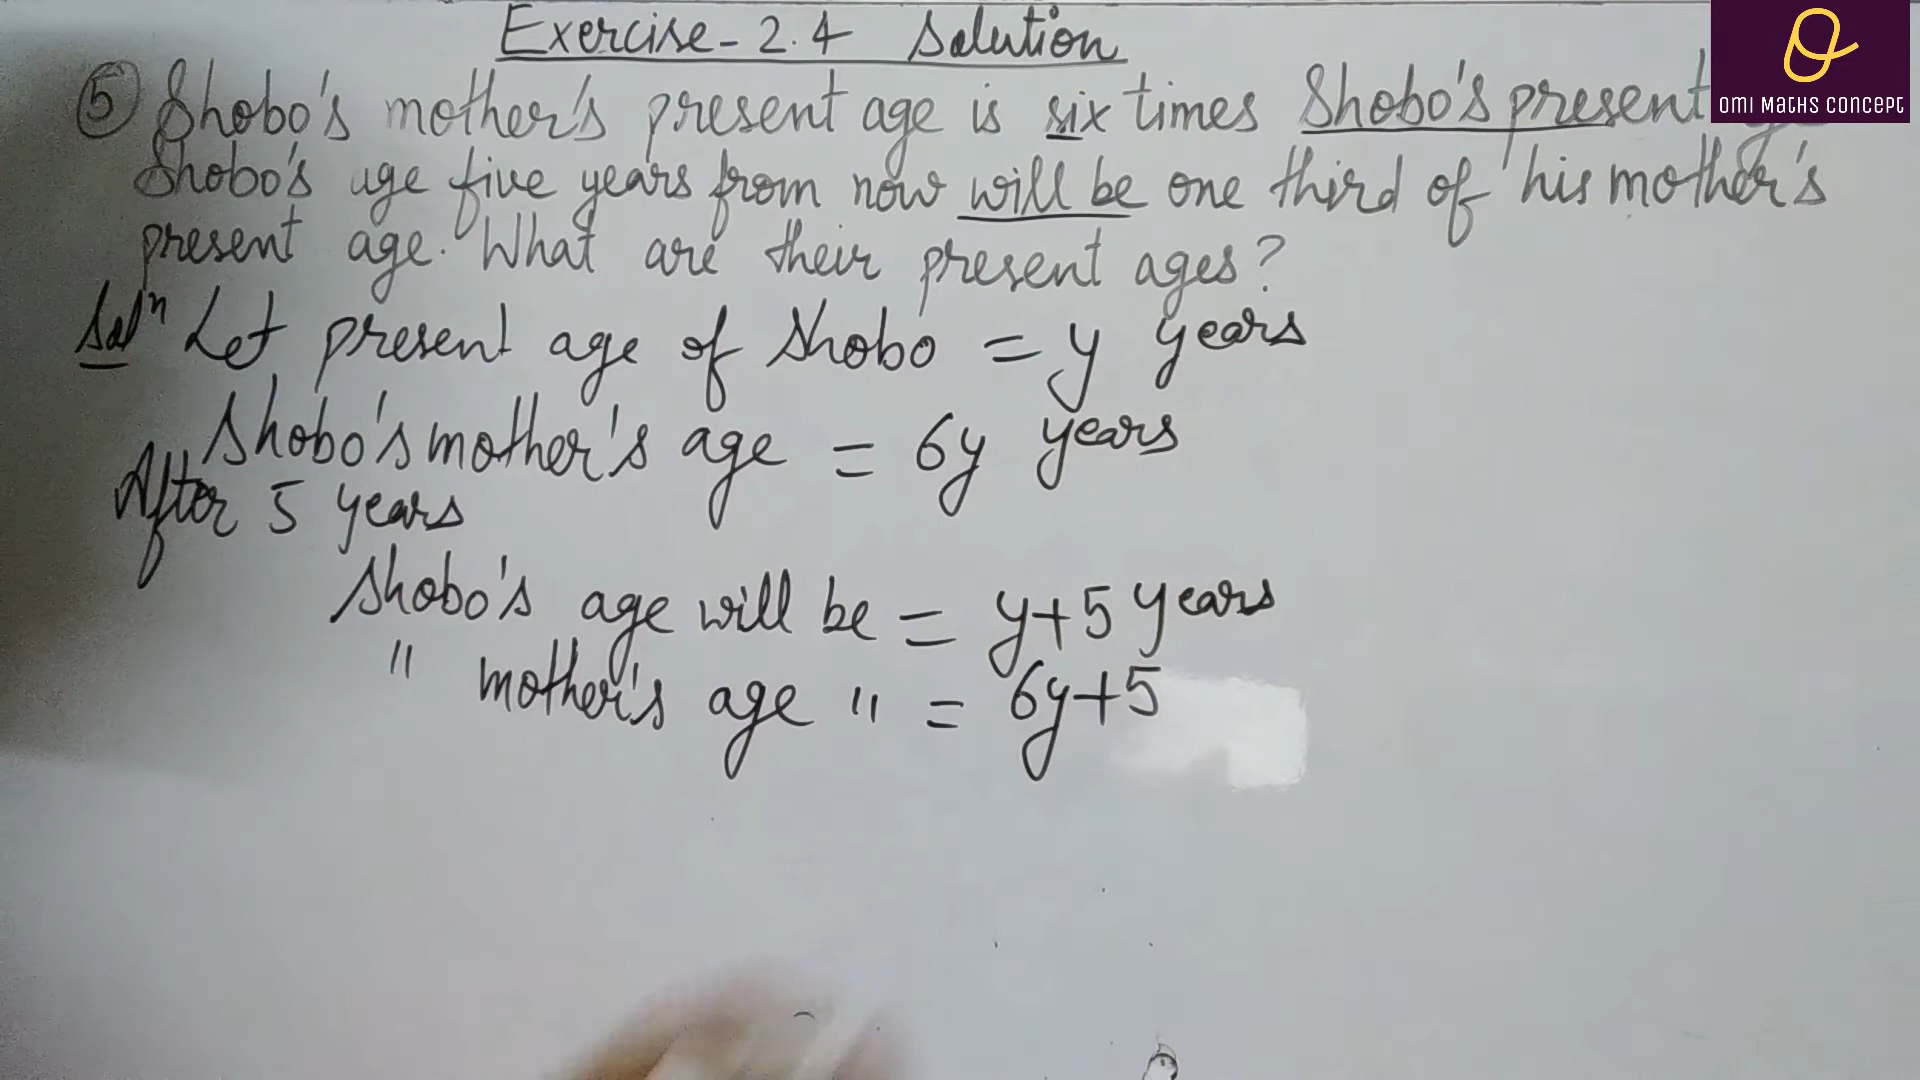 Exercise-2.4 Solution
OMI MATHS CONCEPT
5 Shobo's mother's present age is six times Shobo's present
Shobo's age five years from now will be one third of his mother's
present age. What are their present ages?
Solⁿ Let present age of Shobo = y years
Shobo's mother's age = 6y years
After 5 years
Shobo's age will be = y+5 years
" mother's age " = 6y+5